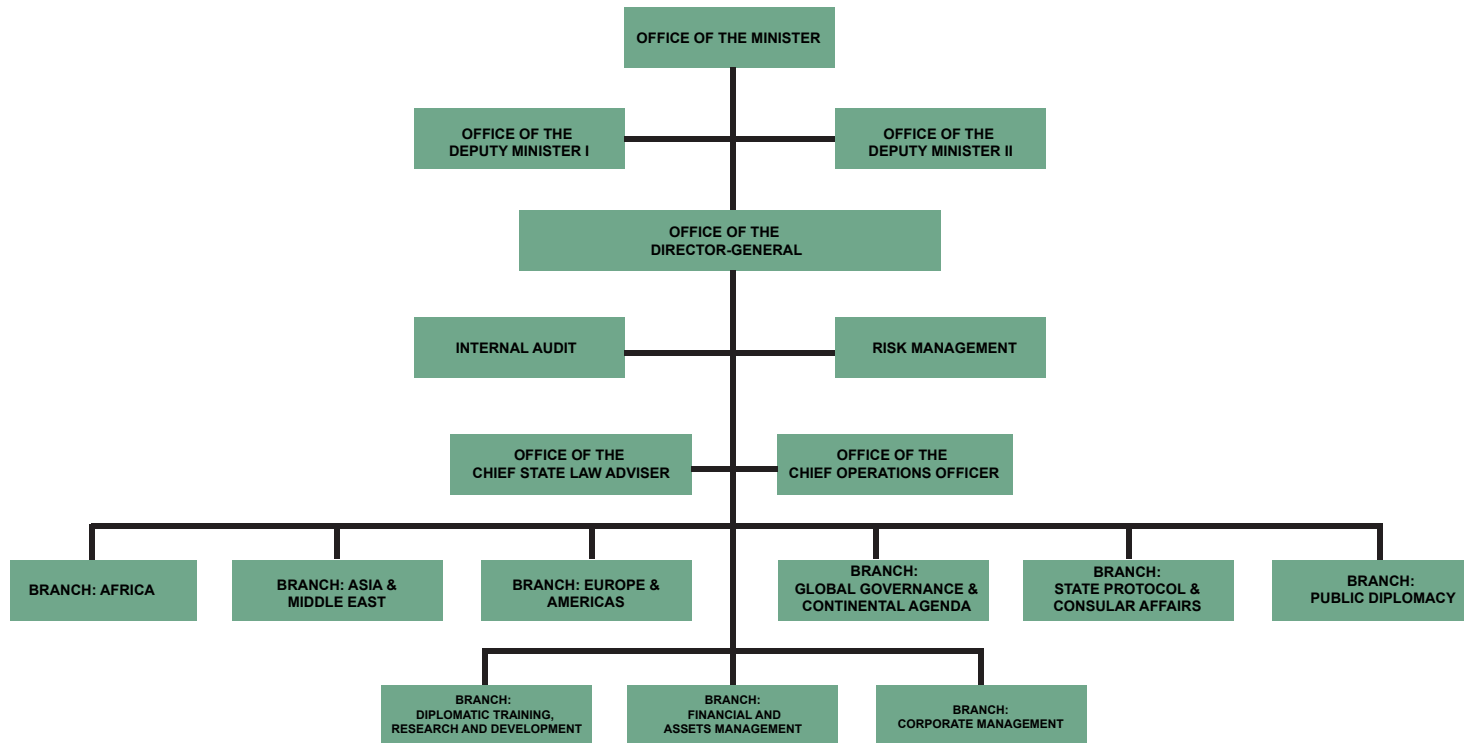 OFFICE OF THE MINISTER
OFFICE OF THE
DEPUTY MINISTER I
OFFICE OF THE
DEPUTY MINISTER II
OFFICE OF THE
DIRECTOR-GENERAL
INTERNAL AUDIT
RISK MANAGEMENT
OFFICE OF THE
CHIEF STATE LAW ADVISER
OFFICE OF THE
CHIEF OPERATIONS OFFICER
BRANCH: AFRICA
BRANCH: ASIA &
MIDDLE EAST
BRANCH: EUROPE &
AMERICAS
BRANCH:
GLOBAL GOVERNANCE &
CONTINENTAL AGENDA
BRANCH:
STATE PROTOCOL &
CONSULAR AFFAIRS
BRANCH:
PUBLIC DIPLOMACY
BRANCH:
DIPLOMATIC TRAINING,
RESEARCH AND DEVELOPMENT
BRANCH:
FINANCIAL AND
ASSETS MANAGEMENT
BRANCH:
CORPORATE MANAGEMENT